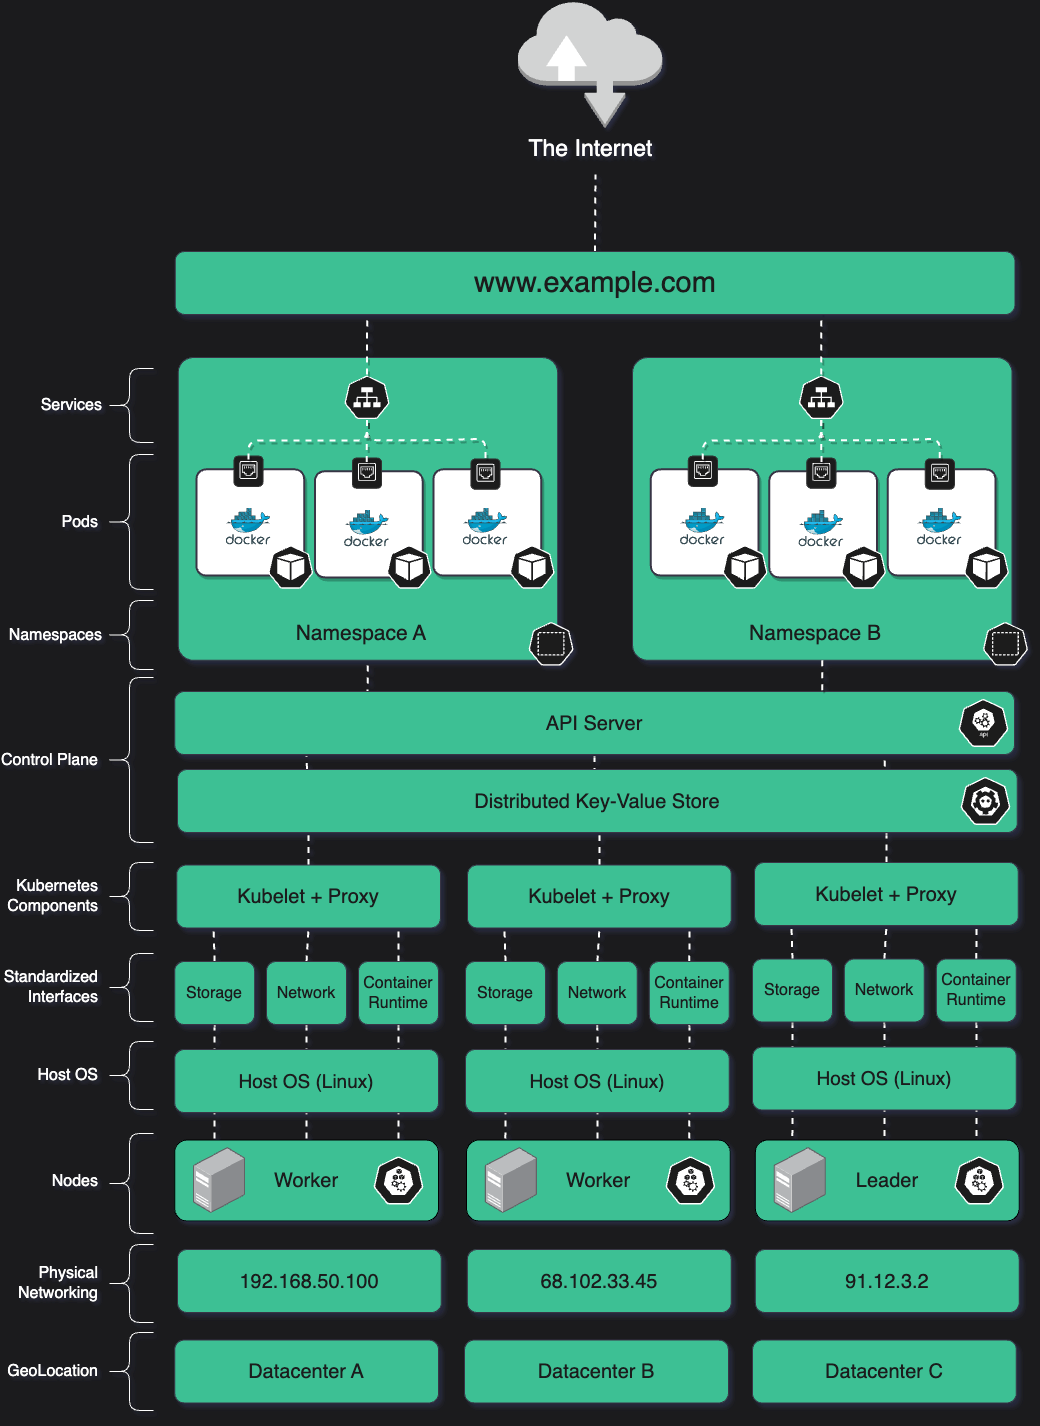 The Internet
www.example.com
Services
Pods
docker
docker
docker
docker
docker
docker
Namespaces
Namespace A
Namespace B
Control Plane
API Server
API
Distributed Key-Value Store
Kubernetes
Components
Kubelet + Proxy
Kubelet + Proxy
Kubelet + Proxy
Standardized
Interfaces
Storage
Network
Container
Runtime
Storage
Network
Container
Runtime
Storage
Network
Container
Runtime
Host OS
Host OS (Linux)
Host OS (Linux)
Host OS (Linux)
Nodes
Worker
Worker
Leader
Physical
Networking
192.168.50.100
68.102.33.45
91.12.3.2
GeoLocation
Datacenter A
Datacenter B
Datacenter C